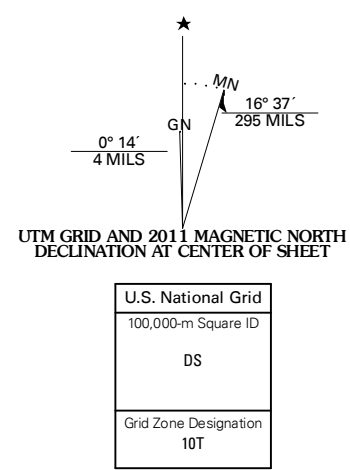 MN
16° 37´
295 MILS
GN
0° 14´
4 MILS
UTM GRID AND 2011 MAGNETIC NORTH
DECLINATION AT CENTER OF SHEET
U.S. National Grid
100,000-m Square ID
DS
Grid Zone Designation
10T